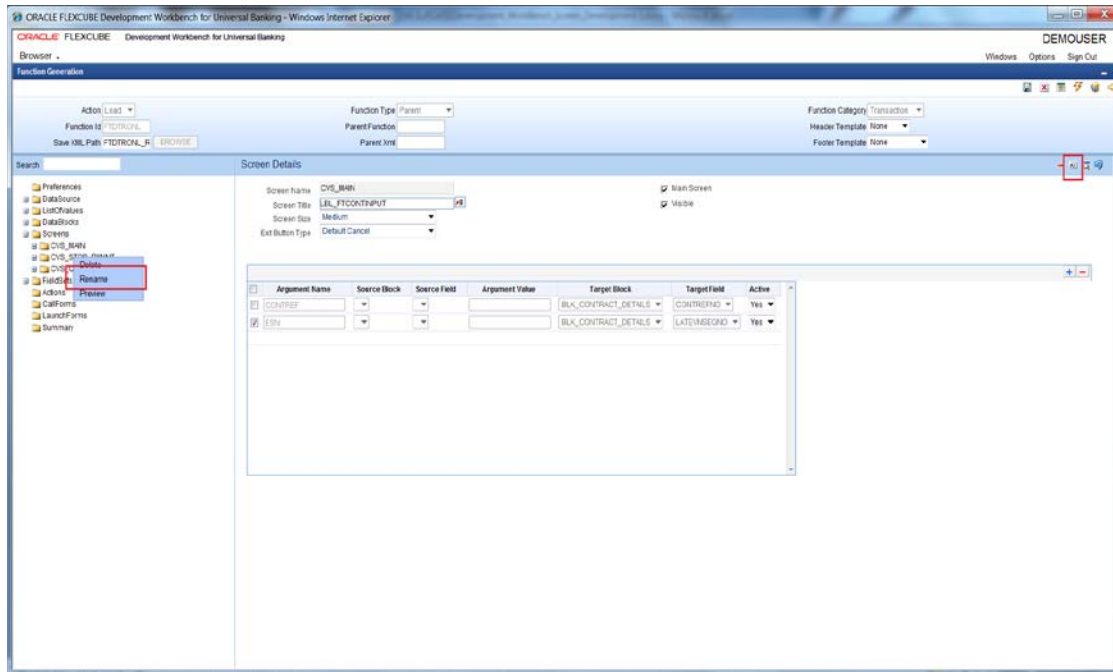 ORACLE FLEXCUBE Development Workbench for Universal Banking - Windows Internet Explorer
ORACLE FLEXCUBE Development Workbench for Universal Banking
DEMOUSER
Browser
Windows Options Sign Out
Function Generation
Action Load
Function Type Parent
Function Category Transaction
Function Id FTDTRONL
Parent Function
Header Template None
Save XML Path FTDTRONL_R BROWSE
Parent Xml
Footer Template None
Search
Screen Details
Preferences
DataSource
ListOfValues
DataBlocks
Screens
CVS_MAIN
FieldSets
Actions
CallForms
LaunchForms
Summary
Delete
Rename
Preview
Screen Name CVS_MAIN
Main Screen
Screen Title LBL_FTCONTINPUT
Visible
Screen Size Medium
Exit Button Type Default Cancel
Argument Name Source Block Source Field Argument Value Target Block Target Field Active
CONTREF BLK_CONTRACT_DETAILS CONTREFNO Yes
ESN BLK_CONTRACT_DETAILS Yes